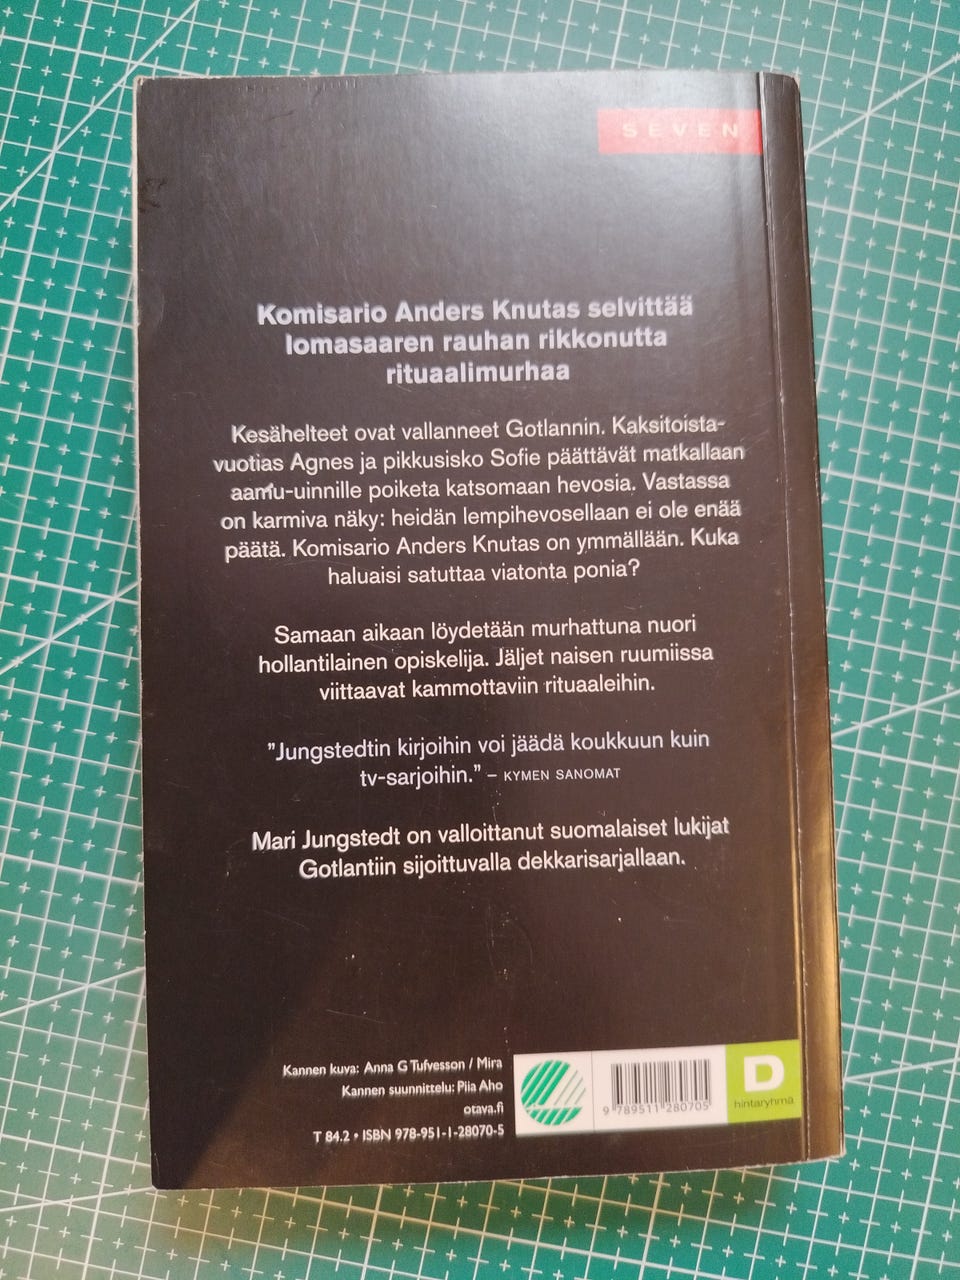 SEVEN
Komisario Anders Knutas selvittää
lomasaaren rauhan rikkonutta
rituaalimurhaa
Kesähelteet ovat vallanneet Gotlannin. Kaksitoista-
vuotias Agnes ja pikkusisko Sofie päättävät matkallaan
aamu-uinnille poiketa katsomaan hevosia. Vastassa
on karmiva näky: heidän lempihevosellaan ei ole enää
päätä. Komisario Anders Knutas on ymmällään. Kuka
haluaisi satuttaa viatonta ponia?
Samaan aikaan löydetään murhattuna nuori
hollantilainen opiskelija. Jäljet naisen ruumiissa
viittaavat kammottaviin rituaaleihin.
”Jungstedtin kirjoihin voi jäädä koukkuun kuin
tv-sarjoihin.” – KYMEN SANOMAT
Mari Jungstedt on valloittanut suomalaiset lukijat
Gotlantiin sijoittuvalla dekkarisarjallaan.
Kannen kuva: Anna G Tufvesson / Mira
Kannen suunnittelu: Piia Aho
otava.fi
T 84.2 • ISBN 978-951-1-28070-5
9 789511 280705
D
hintaryhmä